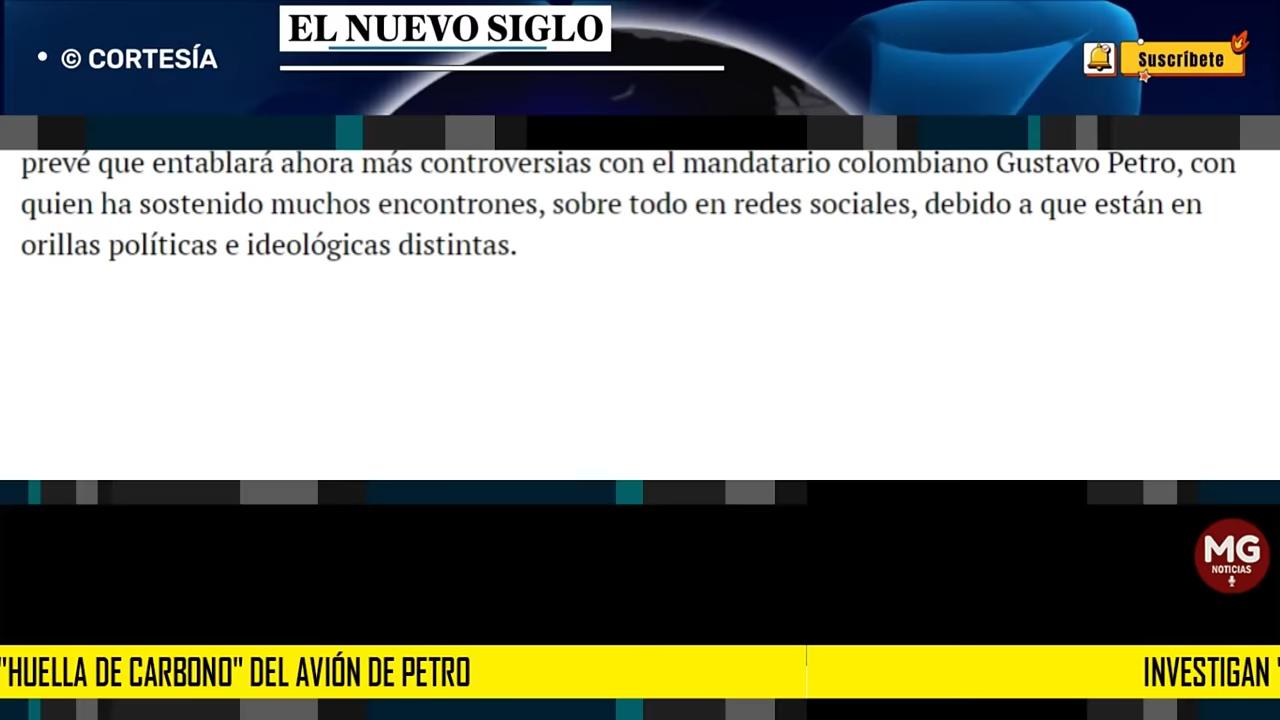 • © CORTESÍA
EL NUEVO SIGLO
Suscríbete
prevé que entablará ahora más controversias con el mandatario colombiano Gustavo Petro, con
quien ha sostenido muchos encontrones, sobre todo en redes sociales, debido a que están en
orillas políticas e ideológicas distintas.
MG
NOTICIAS
"HUELLA DE CARBONO" DEL AVIÓN DE PETRO
INVESTIGAN "